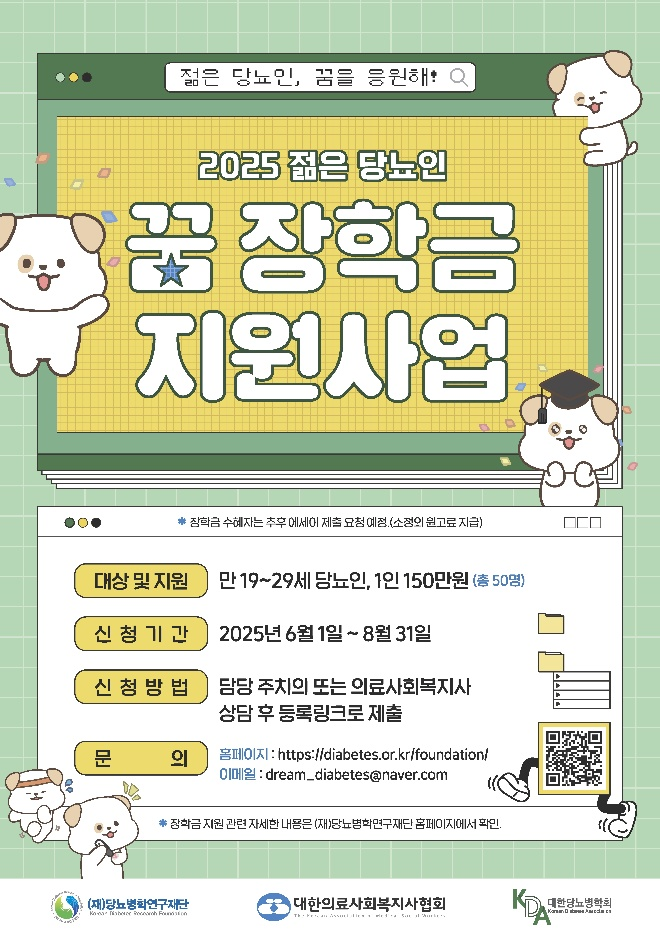 젊은 당뇨인, 꿈을 응원해!
2025 젊은 당뇨인
꿈 장학금
지원사업
* 장학금 수혜자는 추후 에세이 제출 요청 예정.(소정의 원고료 지급)
대상 및 지원
만 19~29세 당뇨인, 1인 150만원 (총 50명)
신 청 기 간
2025년 6월 1일 ~ 8월 31일
신 청 방 법
담당 주치의 또는 의료사회복지사
상담 후 등록링크로 제출
문 의
홈페이지 : https://diabetes.or.kr/foundation/
이메일 : dream_diabetes@naver.com
* 장학금 지원 관련 자세한 내용은 (재)당뇨병학연구재단 홈페이지에서 확인.
(재)당뇨병학연구재단
Korean Diabetes Research Foundation
대한의료사회복지사협회
The Korean Association of Medical Social Workers
KDA
대한당뇨병학회
Korean Diabetes Association